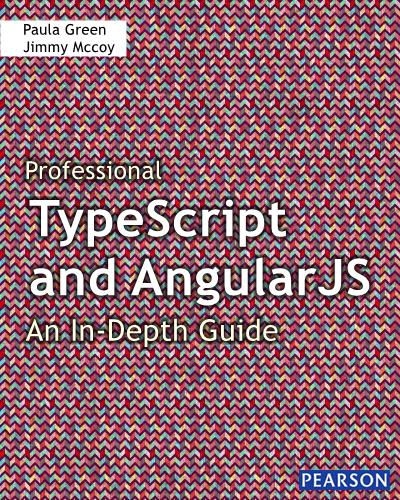 Paula Green
Jimmy Mccoy
Professional
TypeScript
and AngularJS
An In-Depth Guide
PEARSON